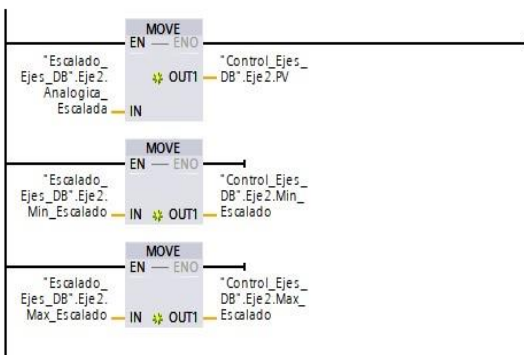 MOVE
EN — ENO
"Escalado_
Ejes_DB".Eje2.
Analogica_
Escalada
IN
OUT1
"Control_Ejes_
DB".Eje2.PV
MOVE
EN — ENO
"Escalado_
Ejes_DB".Eje2.
Min_Escalado
IN
OUT1
"Control_Ejes_
DB".Eje2.Min_
Escalado
MOVE
EN — ENO
"Escalado_
Ejes_DB".Eje2.
Max_Escalado
IN
OUT1
"Control_Ejes_
DB".Eje2.Max_
Escalado